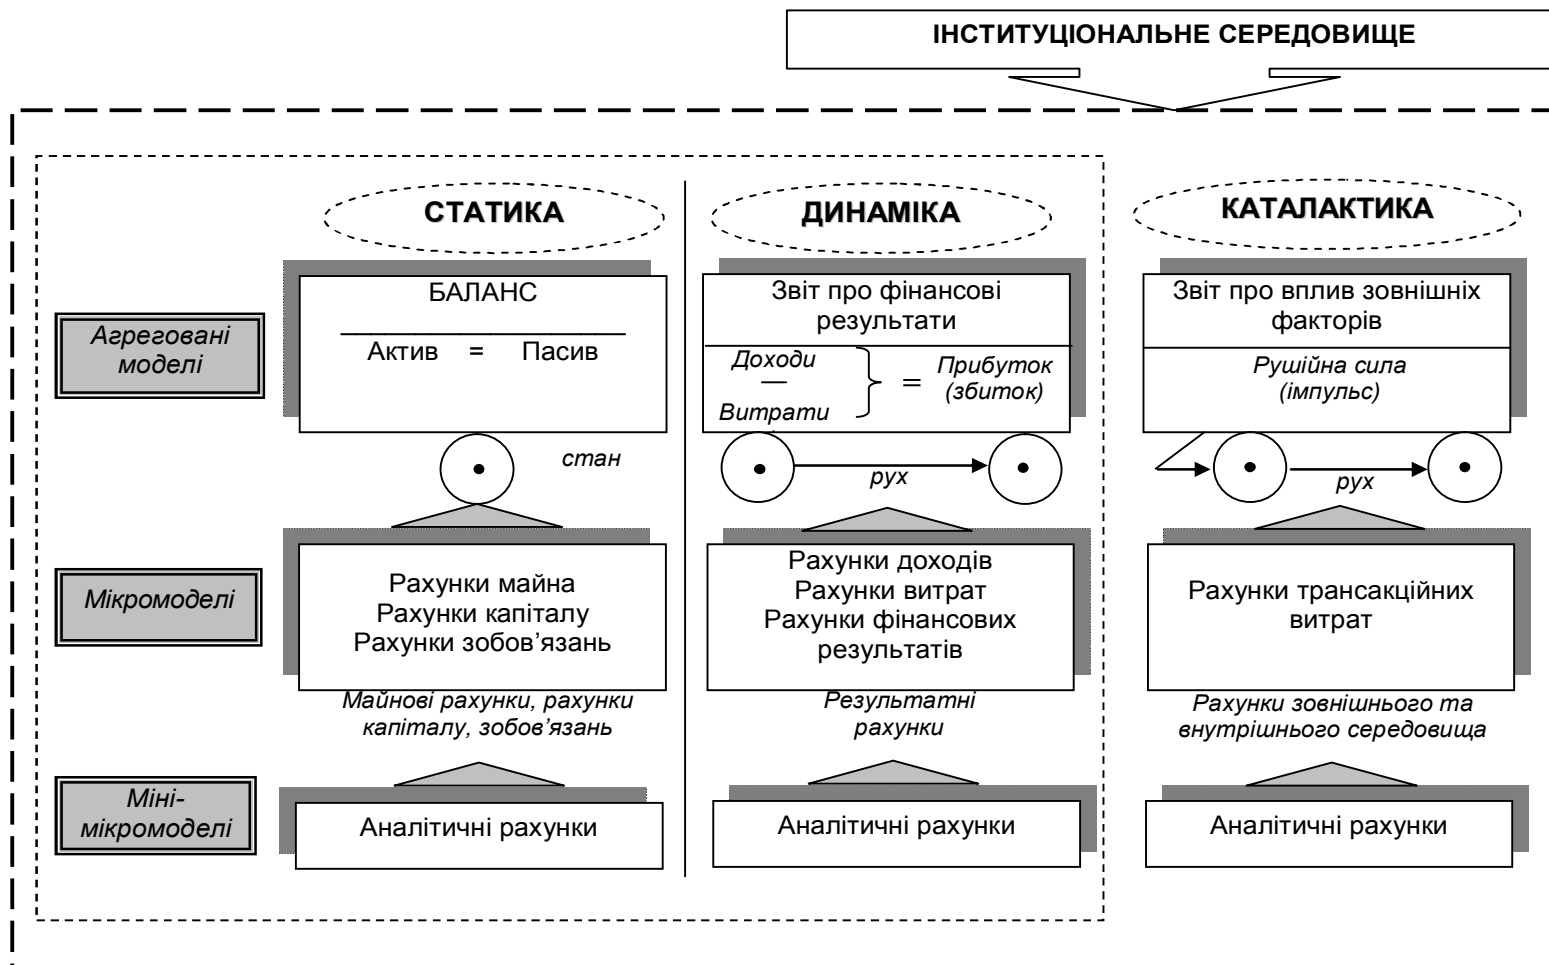 ІНСТИТУЦІОНАЛЬНЕ СЕРЕДОВИЩЕ
СТАТИКА
ДИНАМІКА
КАТАЛАКТИКА
Агреговані
моделі
БАЛАНС
Актив = Пасив
Звіт про фінансові
результати
Доходи
—
Витрати
= Прибуток
(збиток)
Звіт про вплив зовнішніх
факторів
Рушійна сила
(імпульс)
стан
рух
рух
Мікромоделі
Рахунки майна
Рахунки капіталу
Рахунки зобов’язань
Рахунки доходів
Рахунки витрат
Рахунки фінансових
результатів
Рахунки трансакційних
витрат
Майнові рахунки, рахунки
капіталу, зобов’язань
Результатні
рахунки
Рахунки зовнішнього та
внутрішнього середовища
Міні-
мікромоделі
Аналітичні рахунки
Аналітичні рахунки
Аналітичні рахунки